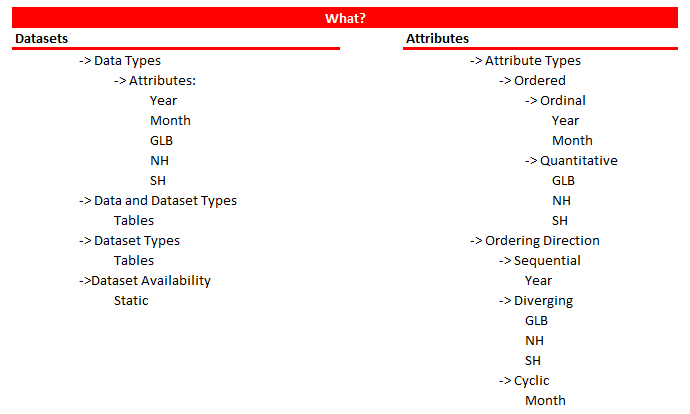 What?
Datasets
-> Data Types
-> Attributes:
Year
Month
GLB
NH
SH
-> Data and Dataset Types
Tables
-> Dataset Types
Tables
->Dataset Availability
Static
Attributes
-> Attribute Types
-> Ordered
-> Ordinal
Year
Month
-> Quantitative
GLB
NH
SH
-> Ordering Direction
-> Sequential
Year
-> Diverging
GLB
NH
SH
-> Cyclic
Month